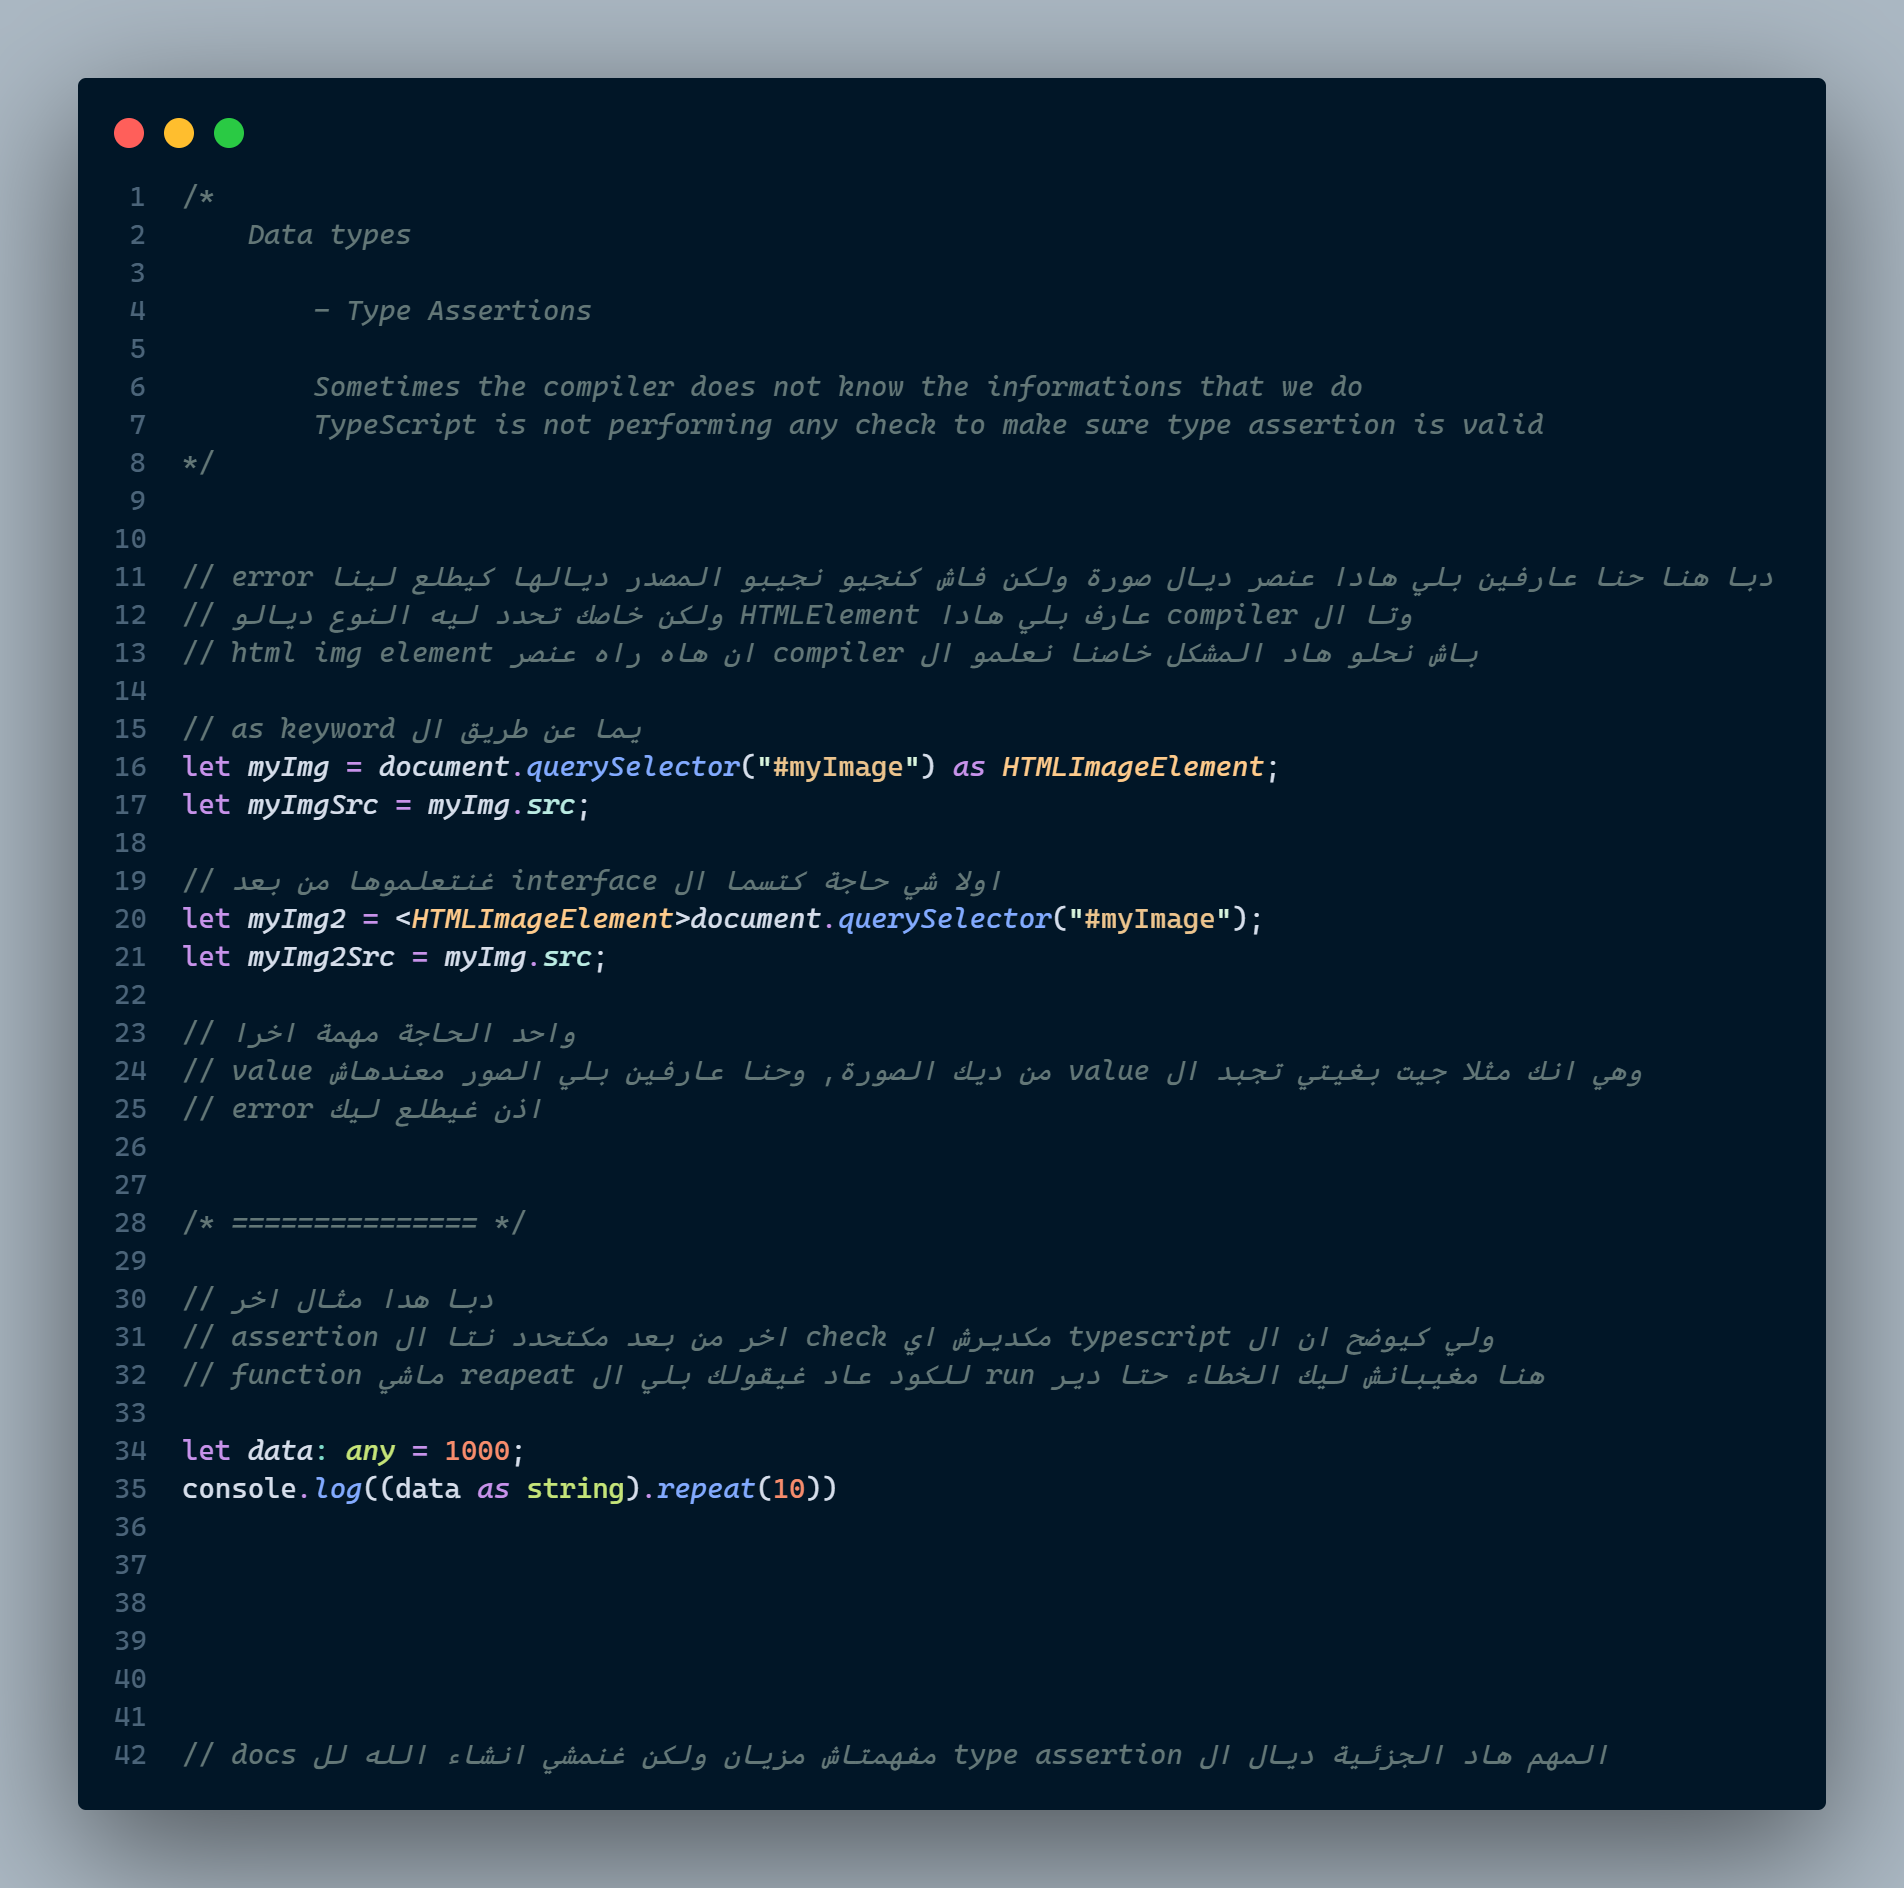 1 /*
2 Data types
3
4 - Type Assertions
5
6 Sometimes the compiler does not know the informations that we do
7 TypeScript is not performing any check to make sure type assertion is valid
8 */
9
10
11 // دبا هنا حنا عارفين بلي هادا عنصر ديال صورة ولكن فاش كنجيو نجيبو المصدر ديالها كيطلع لينا error
12 // وتا ال compiler عارف بلي هادا HTMLElement ولكن خاصك تحدد ليه النوع ديالو
13 // باش نحلو هاد المشكل خاصنا نعلمو ال compiler ان هاه راه عنصر html img element
14
15 // يما عن طريق ال as keyword
16 let myImg = document.querySelector("#myImage") as HTMLImageElement;
17 let myImgSrc = myImg.src;
18
19 // اولا شي حاجة كتسما ال interface غنتعلموها من بعد
20 let myImg2 = <HTMLImageElement>document.querySelector("#myImage");
21 let myImg2Src = myImg.src;
22
23 // واحد الحاجة مهمة اخرا
24 // وهي انك مثلا جيت بغيتي تجبد ال value من ديك الصورة, وحنا عارفين بلي الصور معندهاش value
25 // اذن غيطلع ليك error
26
27
28 /* =============== */
29
30 // دبا هدا مثال اخر
31 // ولي كيوضح ان ال typescript مكديرش اي check اخر من بعد مكتحدد نتا ال assertion
32 // هنا مغيبانش ليك الخطاء حتا دير run للكود عاد غيقولك بلي ال reapeat ماشي function
33
34 let data: any = 1000;
35 console.log((data as string).repeat(10))
36
37
38
39
40
41
42 // المهم هاد الجزئية ديال ال type assertion مفهمتاش مزيان ولكن غنمشي انشاء الله لل docs